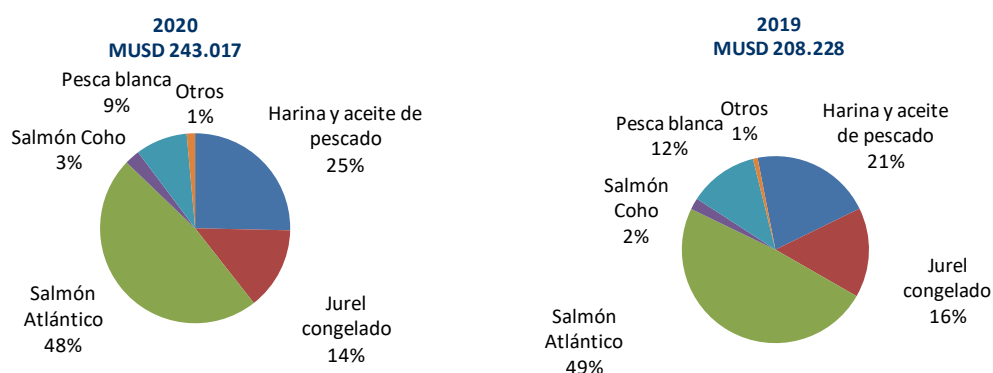 2020
MUSD 243.017
Pesca blanca
9%
Otros
1%
Harina y aceite de
pescado
25%
Salmón Coho
3%
Salmón
Atlántico
48%
Jurel
congelado
14%
2019
MUSD 208.228
Pesca blanca
12%
Otros
1%
Harina y aceite
de pescado
21%
Salmón
Coho
2%
Jurel
congelado
16%
Salmón
Atlántico
49%